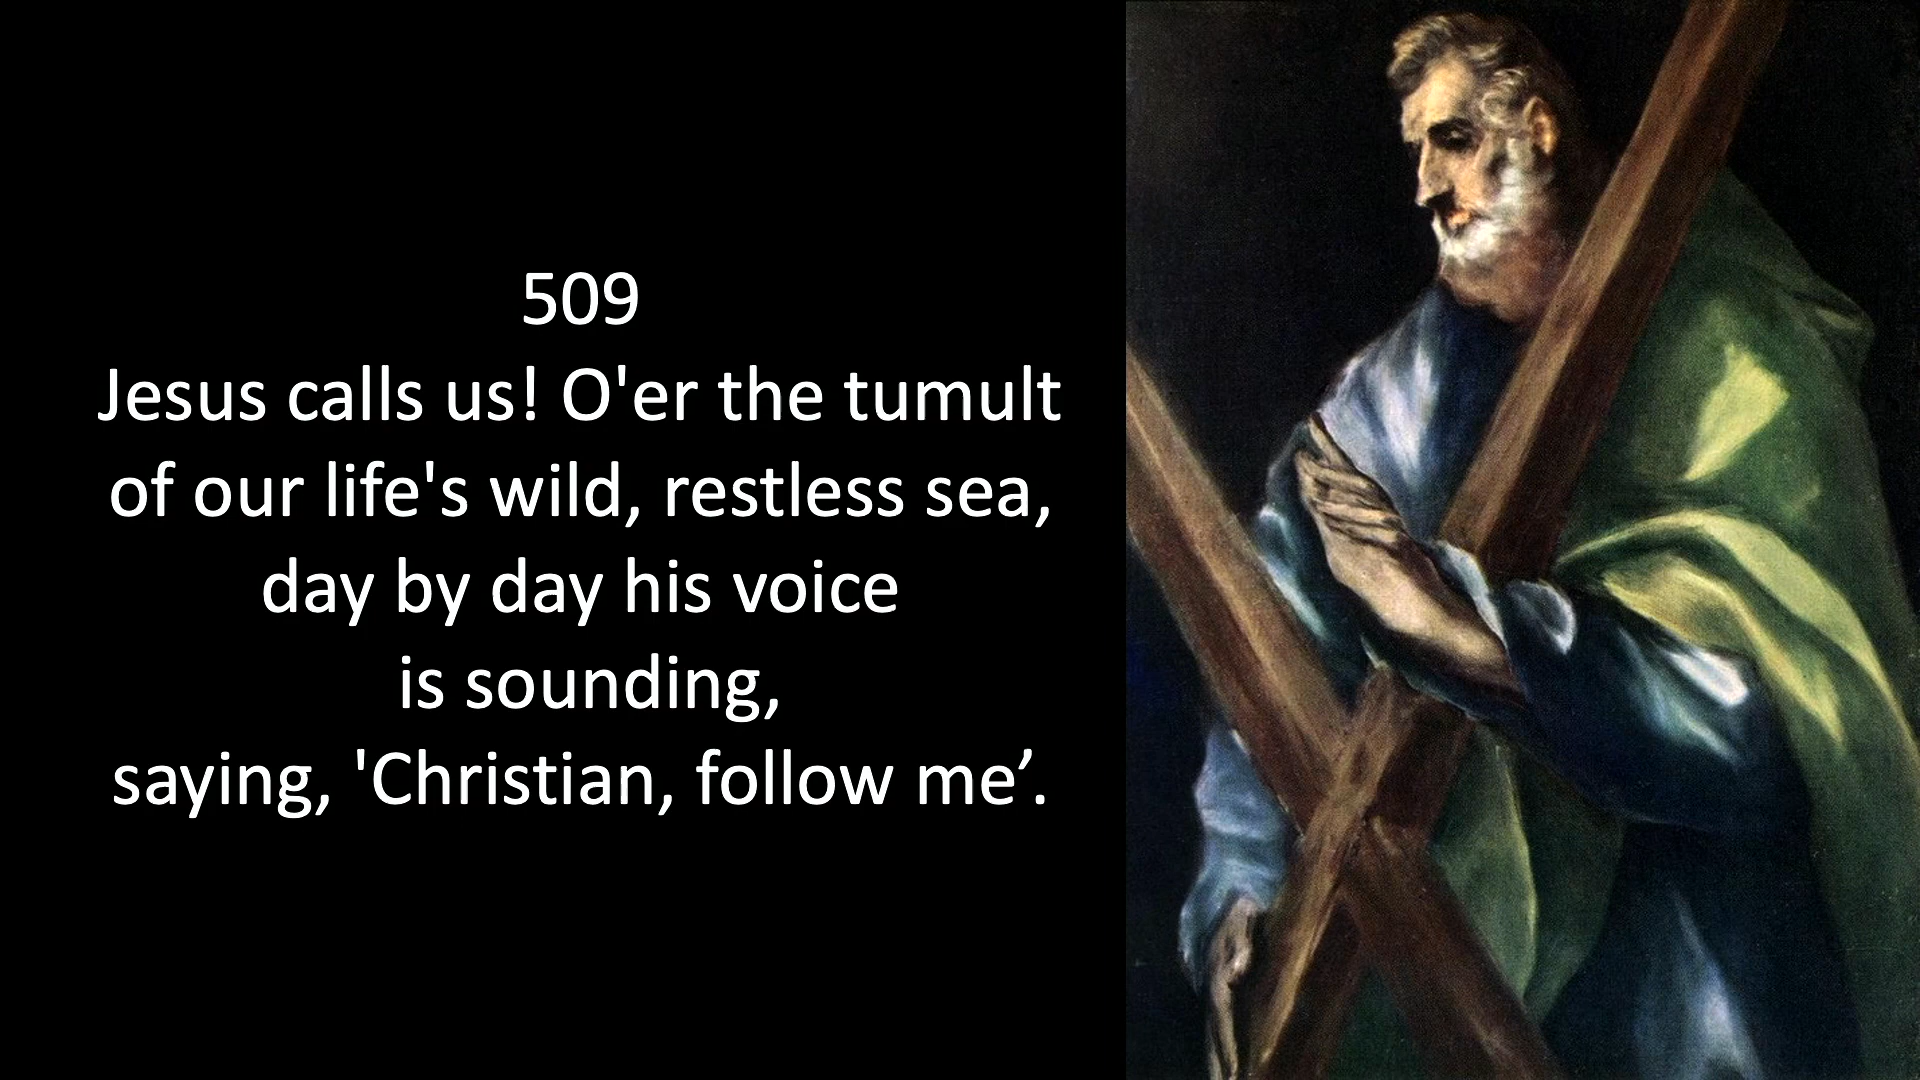 509
Jesus calls us! O'er the tumult
of our life's wild, restless sea,
day by day his voice
is sounding,
saying, 'Christian, follow me’.